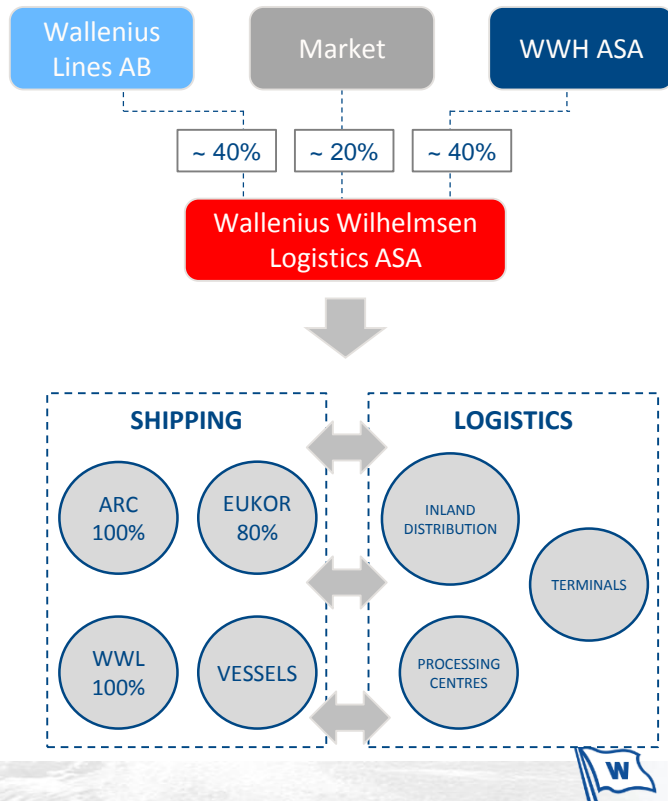 Wallenius
Lines AB
Market
WWH ASA
~ 40%
~ 20%
~ 40%
Wallenius Wilhelmsen
Logistics ASA
SHIPPING
ARC
100%
EUKOR
80%
WWL
100%
VESSELS
LOGISTICS
INLAND
DISTRIBUTION
TERMINALS
PROCESSING
CENTRES
W